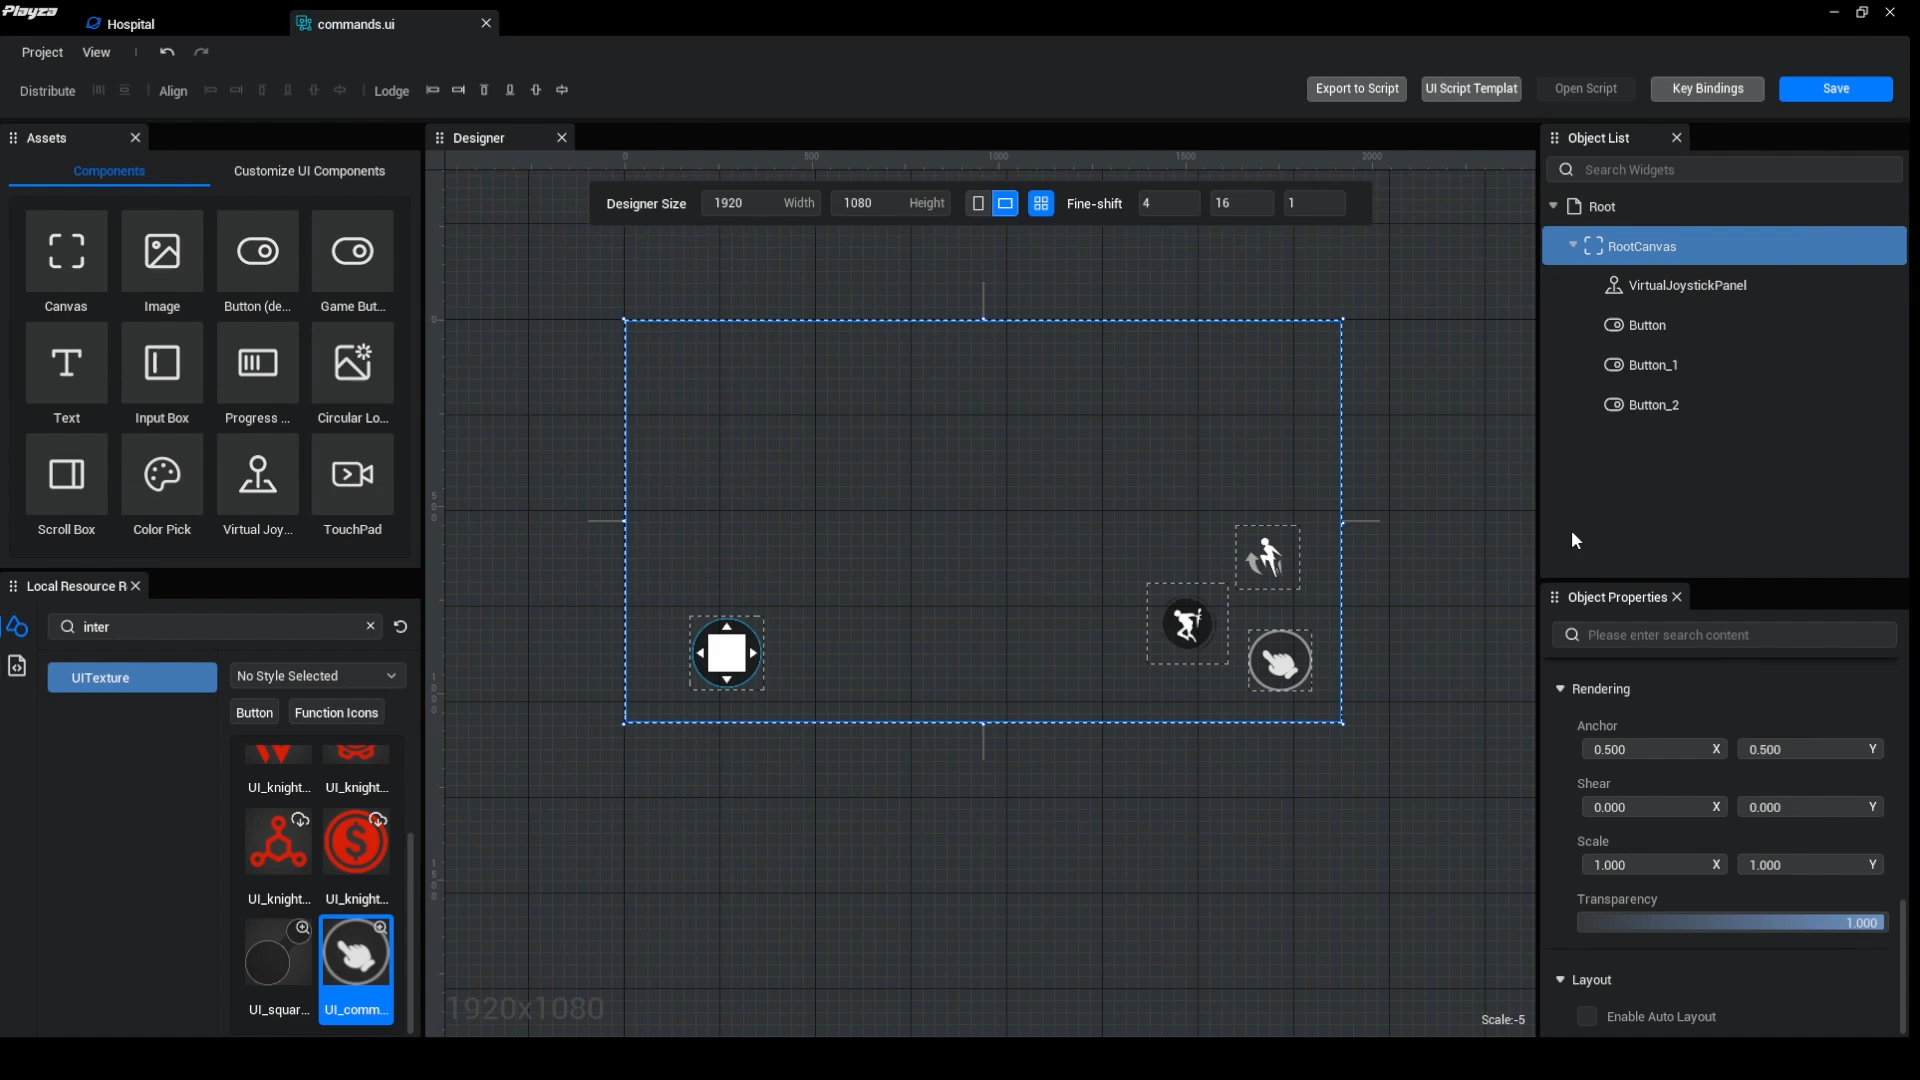 Playza
Hospital
commands.ui
Project View
Distribute Align Lodge
Export to Script UI Script Templat Open Script Key Bindings Save
Assets
Components Customize UI Components
Canvas Image Button (de... Game But...
Text Input Box Progress ... Circular Lo...
Scroll Box Color Pick Virtual Joy... TouchPad
Local Resource R
inter
UITexture
No Style Selected
Button Function Icons
UI_knight... UI_knight...
UI_knight... UI_knight...
UI_squar... UI_comm...
Designer
0 500 1000 1500 2000
Designer Size 1920 Width 1080 Height Fine-shift 4 16 1
0
500
1000
1500
1920x1080
Scale:-5
Object List
Search Widgets
Root
RootCanvas
VirtualJoystickPanel
Button
Button_1
Button_2
Object Properties
Please enter search content
Rendering
Anchor
0.500 X 0.500 Y
Shear
0.000 X 0.000 Y
Scale
1.000 X 1.000 Y
Transparency
1.000
Layout
Enable Auto Layout